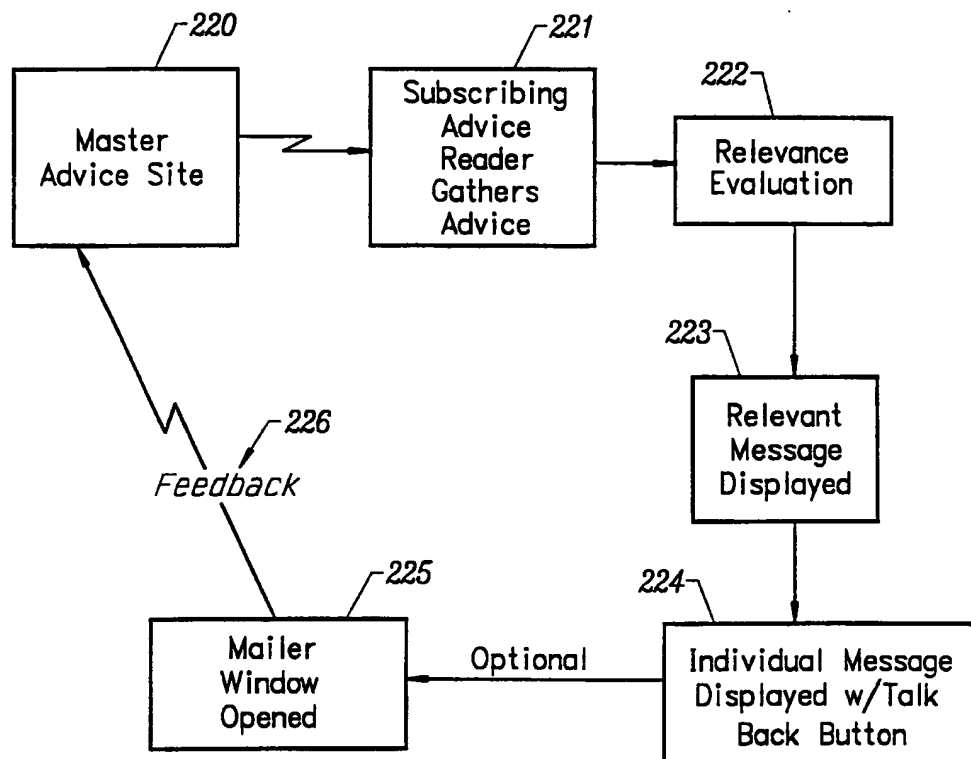 220
Master
Advice Site
221
Subscribing
Advice
Reader
Gathers
Advice
222
Relevance
Evaluation
223
Relevant
Message
Displayed
224
Individual Message
Displayed w/Talk
Back Button
Optional
225
Mailer
Window
Opened
226
Feedback